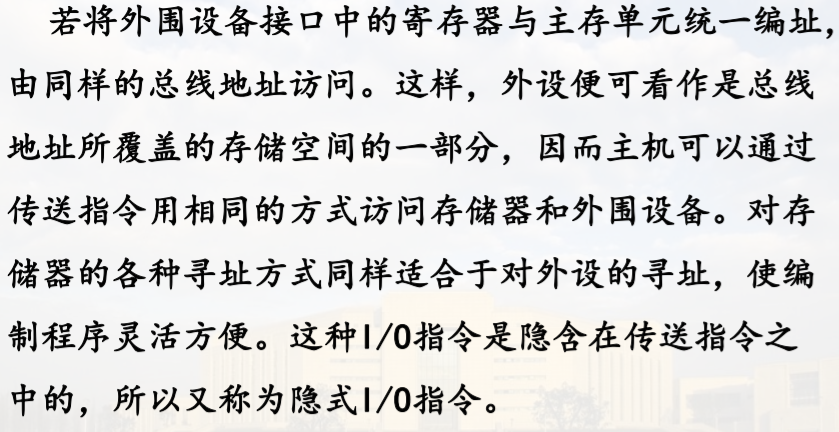 若将外围设备接口中的寄存器与主存单元统一编址,
由同样的总线地址访问。这样，外设便可看作是总线
地址所覆盖的存储空间的一部分，因而主机可以通过
传送指令用相同的方式访问存储器和外围设备。对存
储器的各种寻址方式同样适合于对外设的寻址，使编
制程序灵活方便。这种I/O指令是隐含在传送指令之
中的，所以又称为隐式I/O指令。